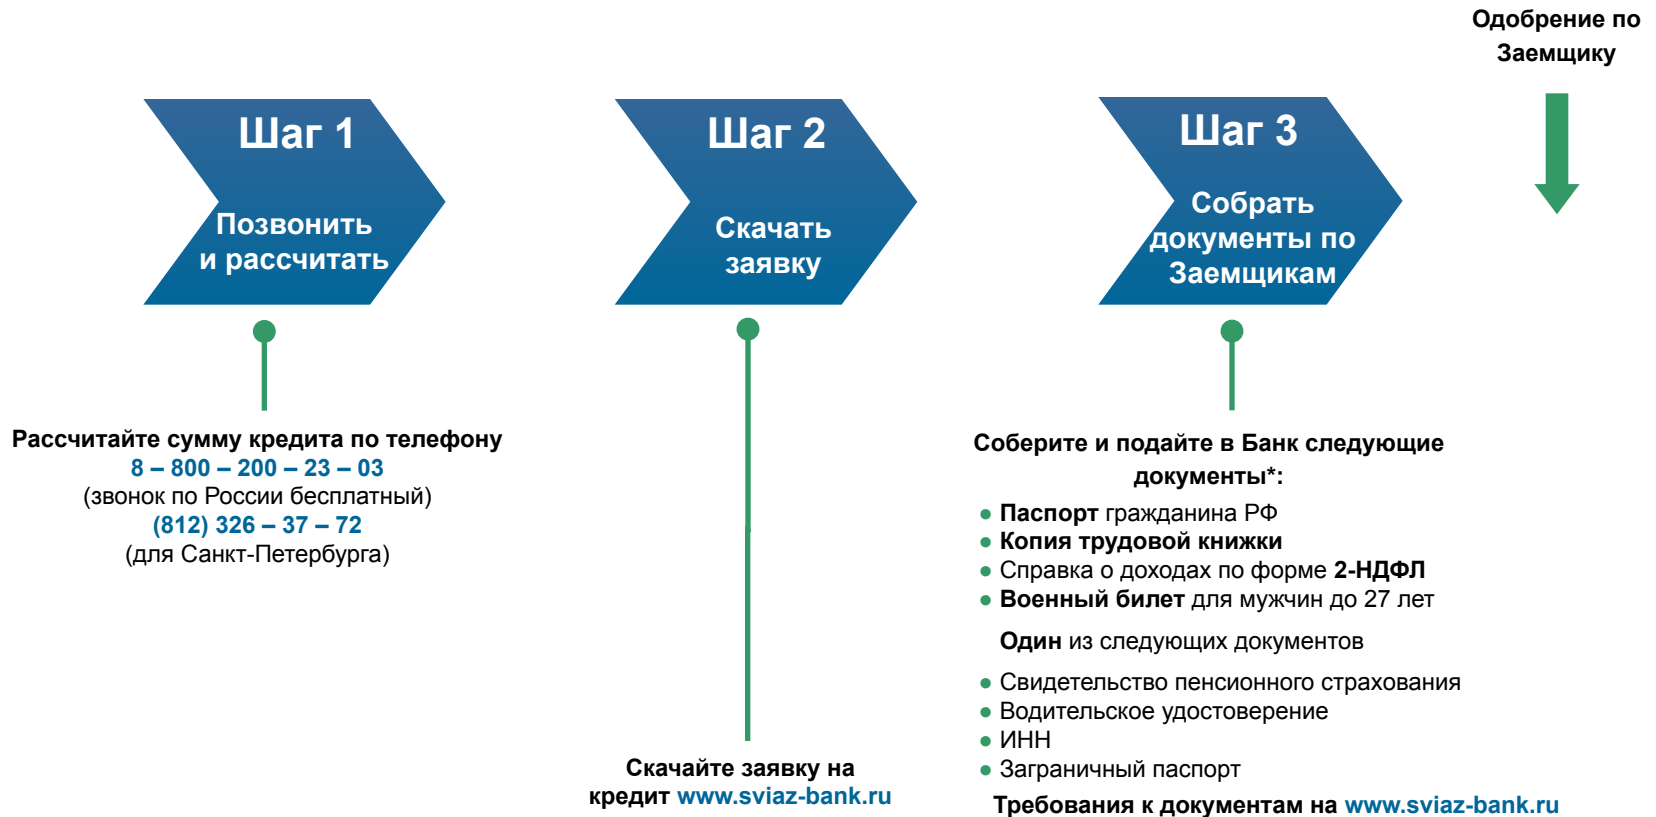 Одобрение по
Заемщику
Шаг 1
Позвонить
и рассчитать
Шаг 2
Скачать
заявку
Шаг 3
Собрать
документы по
Заемщикам
Рассчитайте сумму кредита по телефону
8 – 800 – 200 – 23 – 03
(звонок по России бесплатный)
(812) 326 – 37 – 72
(для Санкт-Петербурга)
Скачайте заявку на
кредит www.sviaz-bank.ru
Соберите и подайте в Банк следующие
документы*:
● Паспорт гражданина РФ
● Копия трудовой книжки
● Справка о доходах по форме 2-НДФЛ
● Военный билет для мужчин до 27 лет
Один из следующих документов
● Свидетельство пенсионного страхования
● Водительское удостоверение
● ИНН
● Заграничный паспорт
Требования к документам на www.sviaz-bank.ru